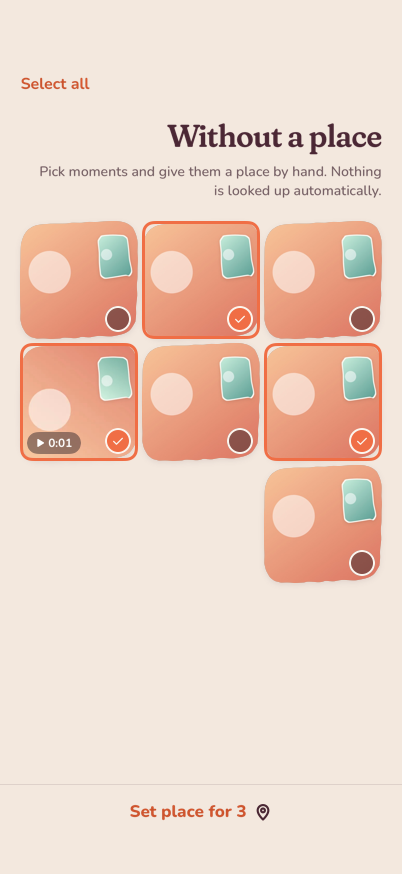 Select all
Without a place
Pick moments and give them a place by hand. Nothing
is looked up automatically.
0:01
Set place for 3